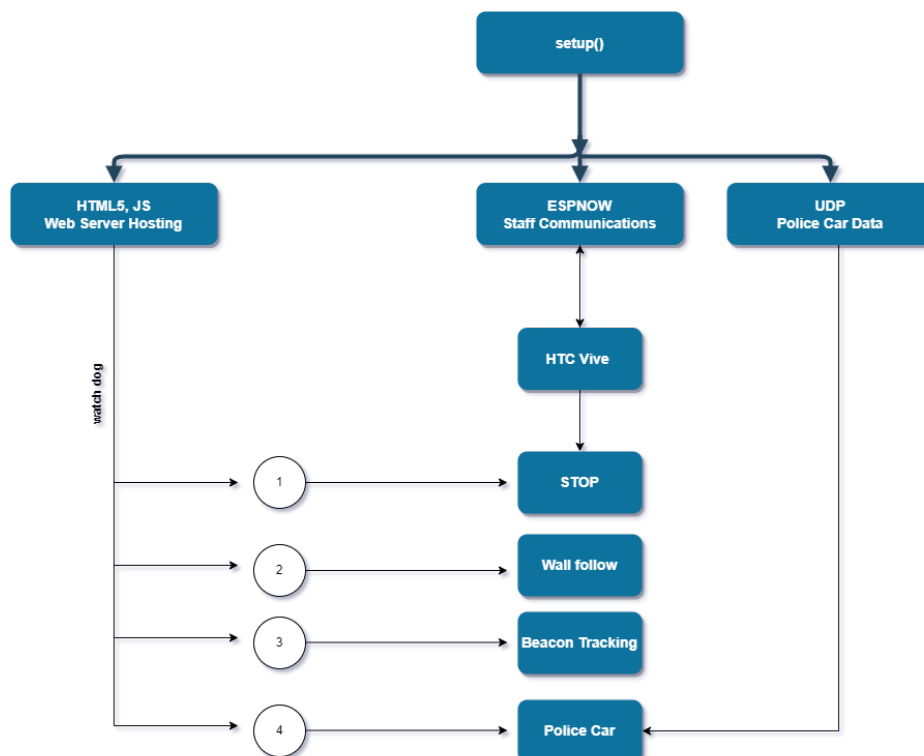 setup()
HTML5, JS
Web Server Hosting
ESPNOW
Staff Communications
UDP
Police Car Data
HTC Vive
watch dog
1
STOP
2
Wall follow
3
Beacon Tracking
4
Police Car